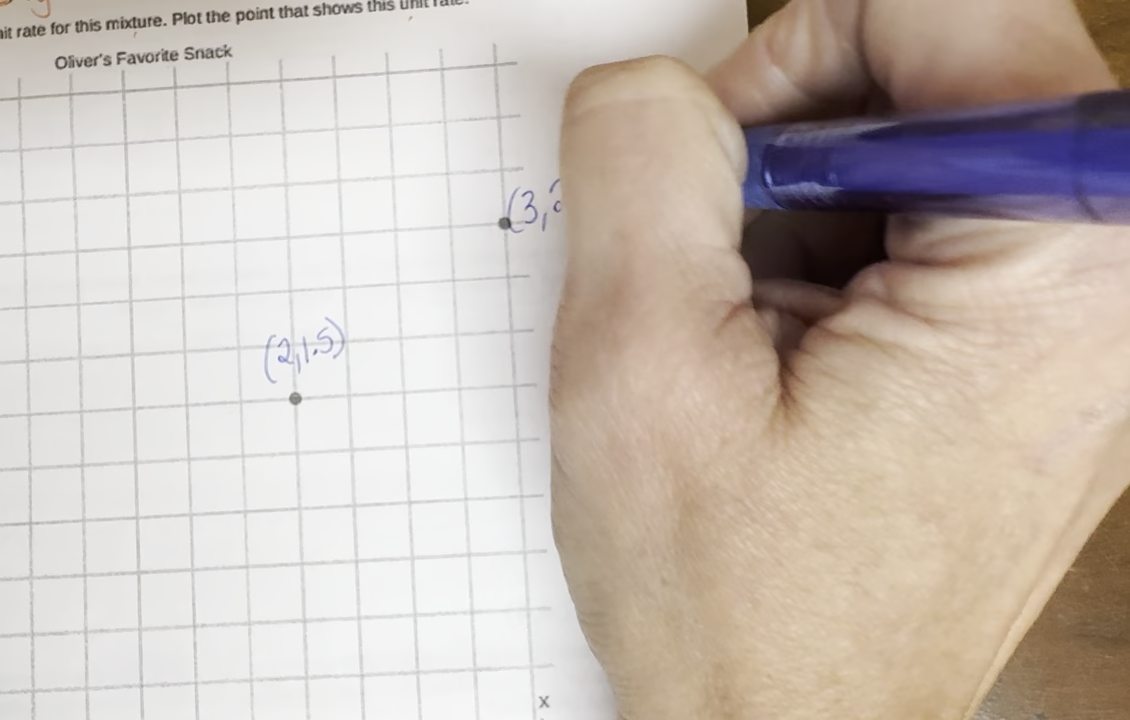 rate for this mixture. Plot the point that shows this unit rate.
Oliver's Favorite Snack
(3,
(2,1.5)
x